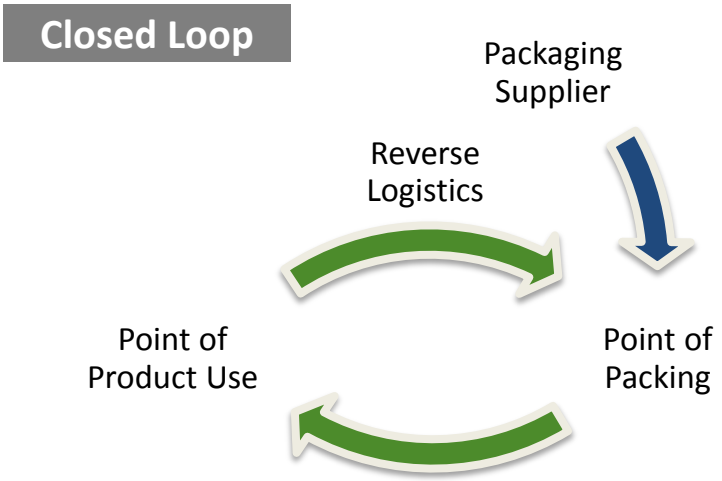 Closed Loop
Packaging
Supplier
Reverse
Logistics
Point of
Product Use
Point of
Packing